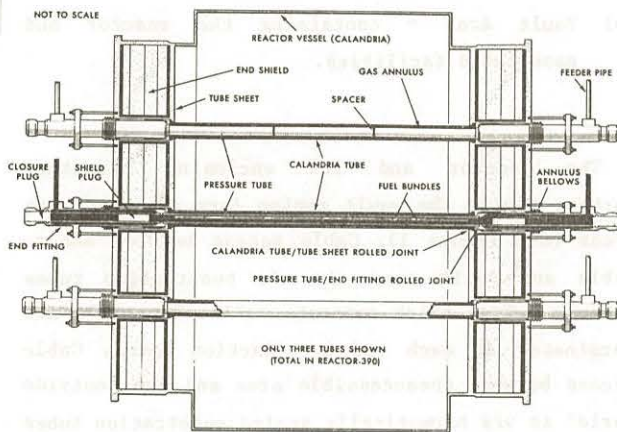 NOT TO SCALE
REACTOR VESSEL (CALANDRIA)
END SHIELD
TUBE SHEET
GAS ANNULUS
SPACER
FEEDER PIPE
CLOSURE
PLUG
SHIELD
PLUG
PRESSURE TUBE
CALANDRIA TUBE
FUEL BUNDLES
ANNULUS
BELLOWS
END FITTING
CALANDRIA TUBE/TUBE SHEET ROLLED JOINT
PRESSURE TUBE/END FITTING ROLLED JOINT
ONLY THREE TUBES SHOWN
(TOTAL IN REACTOR-390)